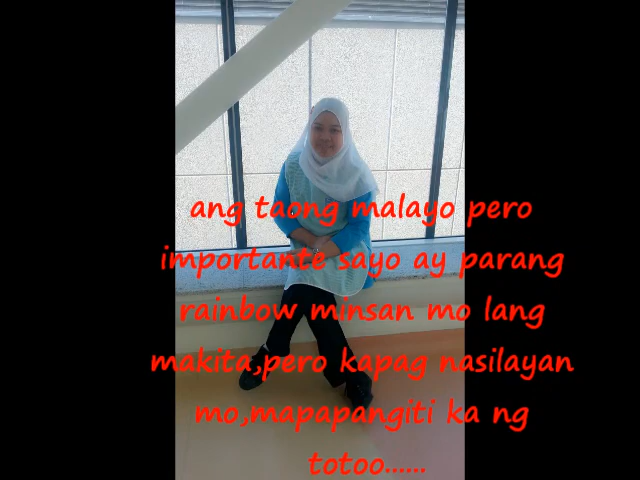 ang taong malayo pero
importante sayo ay parang
rainbow minsan mo lang
makita,pero kapag nasilayan
mo,mapapangiti ka ng
totoo......